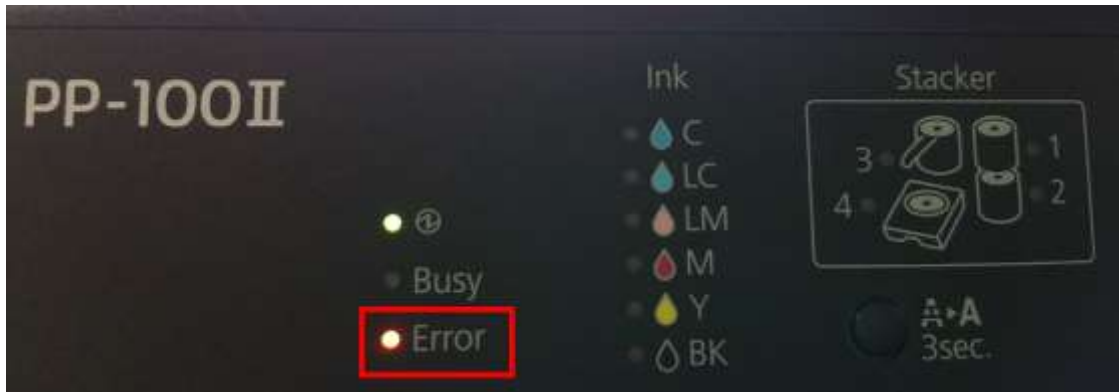 PP-100II
Busy
Error
Ink
C
LC
LM
M
Y
BK
Stacker
3
1
4
2
A▸A
3sec.